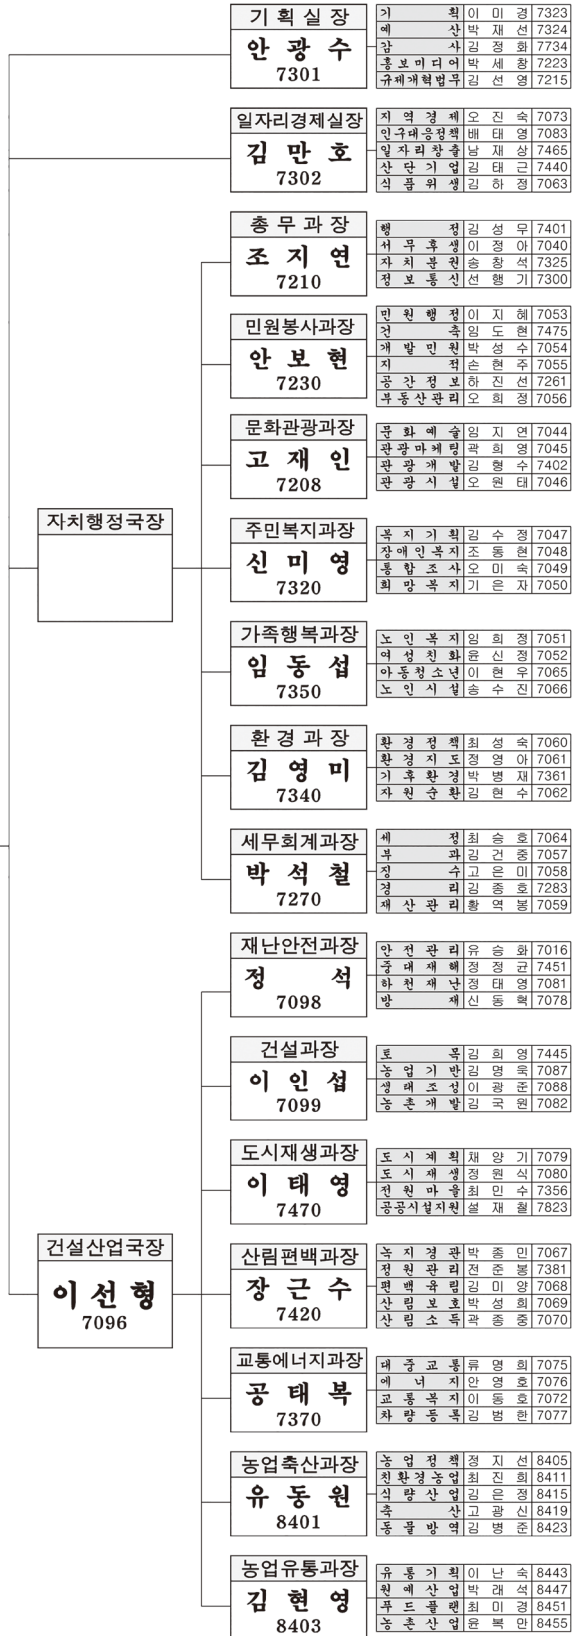 기 획 실 장
안 광 수
7301
기 획 이 미 경 7323
예 산 박 재 선 7324
감 사 김 정 화 7734
홍보미디어 박 세 창 7223
규제개혁법무 김 선 영 7215
일자리경제실장
김 만 호
7302
지 역 경 제 오 진 숙 7073
인구대응정책 배 태 영 7083
일 자 리 창 출 남 재 상 7465
산 단 기 업 김 태 근 7440
식 품 위 생 김 하 정 7063
총 무 과 장
조 지 연
7210
행 정 김 성 무 7401
서 무 후 생 이 정 아 7040
자 치 분 권 송 창 석 7325
정 보 통 신 선 행 기 7300
민원봉사과장
안 보 현
7230
민 원 행 정 이 지 혜 7053
건 축 임 도 현 7475
개 발 민 원 박 성 수 7054
지 적 손 현 주 7055
공 간 정 보 하 진 선 7261
부 동 산 관 리 오 희 정 7056
문화관광과장
고 재 인
7208
문 화 예 술 임 지 연 7044
관 광 마 케 팅 곽 희 영 7045
관 광 개 발 김 형 수 7402
관 광 시 설 오 원 태 7046
자치행정국장
주민복지과장
신 미 영
7320
복 지 기 획 김 수 정 7047
장 애 인 복 지 조 동 현 7048
통 합 조 사 오 미 숙 7049
희 망 복 지 기 은 자 7050
가족행복과장
임 동 섭
7350
노 인 복 지 임 희 정 7051
여 성 친 화 윤 신 정 7052
아 동 청 소 년 이 현 우 7065
노 인 시 설 송 수 진 7066
환 경 과 장
김 영 미
7340
환 경 정 책 최 성 숙 7060
환 경 지 도 정 영 아 7061
기 후 환 경 박 병 재 7361
자 원 순 환 김 현 수 7062
세무회계과장
박 석 철
7270
세 정 최 승 호 7064
부 과 김 건 중 7057
징 수 고 은 미 7058
경 리 김 종 호 7283
재 산 관 리 황 역 봉 7059
재난안전과장
정 석
7098
안 전 관 리 유 승 화 7016
중 대 재 해 정 정 균 7451
하 천 재 난 정 태 영 7081
방 재 신 동 혁 7078
건설과장
이 인 섭
7099
토 목 김 희 영 7445
농 업 기 반 김 명 욱 7087
생 태 조 성 이 광 준 7088
농 촌 개 발 김 국 원 7082
도시재생과장
이 태 영
7470
도 시 계 획 채 양 기 7079
도 시 재 생 정 원 식 7080
전 원 마 을 최 민 수 7356
공공시설지원 설 재 철 7823
건설산업국장
이 선 형
7096
산림편백과장
장 근 수
7420
녹 지 경 관 박 종 민 7067
정 원 관 리 전 준 봉 7381
편 백 육 림 김 미 양 7068
산 림 보 호 박 성 희 7069
산 림 소 득 곽 종 중 7070
교통에너지과장
공 태 복
7370
대 중 교 통 류 명 희 7075
에 너 지 안 영 호 7076
교 통 복 지 이 동 호 7072
차 량 등 록 김 범 한 7077
농업축산과장
유 동 원
8401
농 업 정 책 정 지 선 8405
친 환 경 농 업 최 진 희 8411
식 량 산 업 김 은 정 8415
축 산 고 광 신 8419
동 물 방 역 김 병 준 8423
농업유통과장
김 현 영
8403
유 통 기 획 이 난 숙 8443
원 예 산 업 박 래 석 8447
푸 드 플 랜 최 미 경 8451
농 촌 산 업 윤 복 만 8455